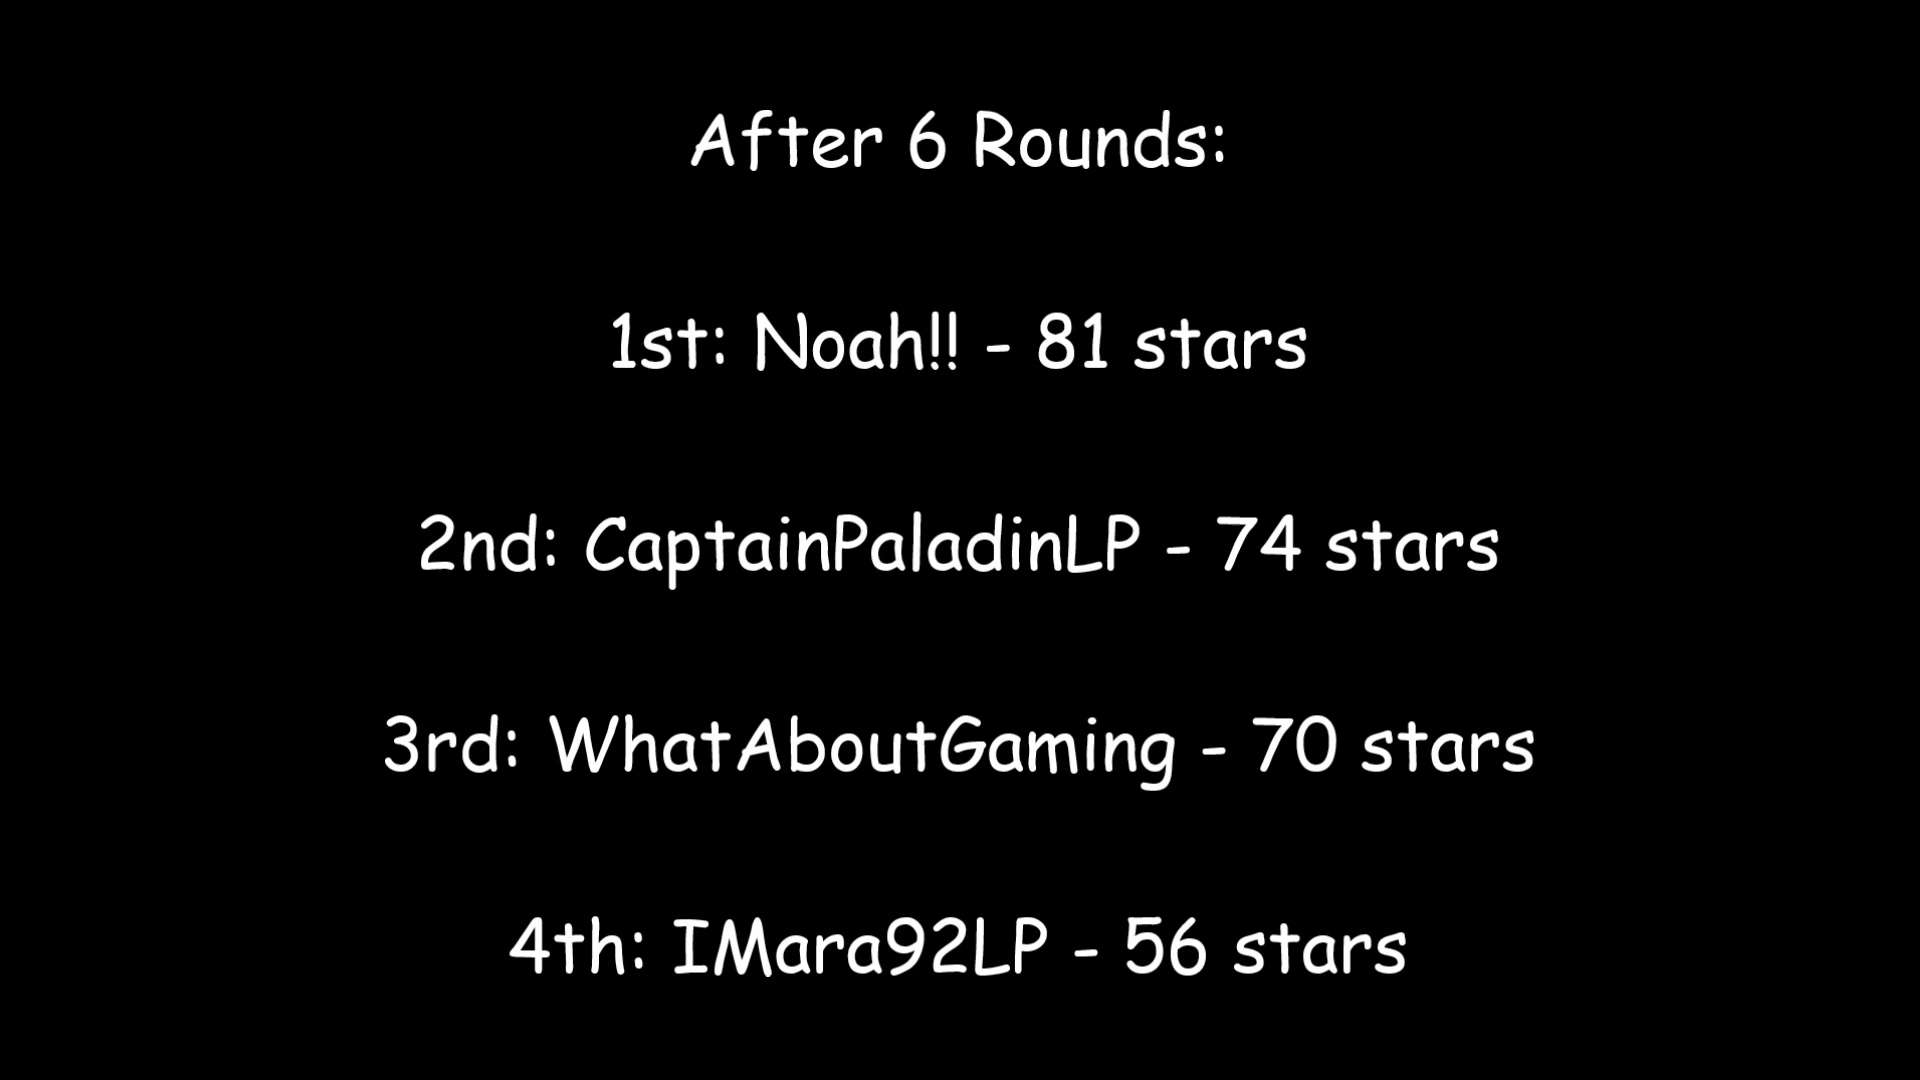 After 6 Rounds:
1st: Noah!! - 81 stars
2nd: CaptainPaladinLP - 74 stars
3rd: WhatAboutGaming - 70 stars
4th: IMara92LP - 56 stars